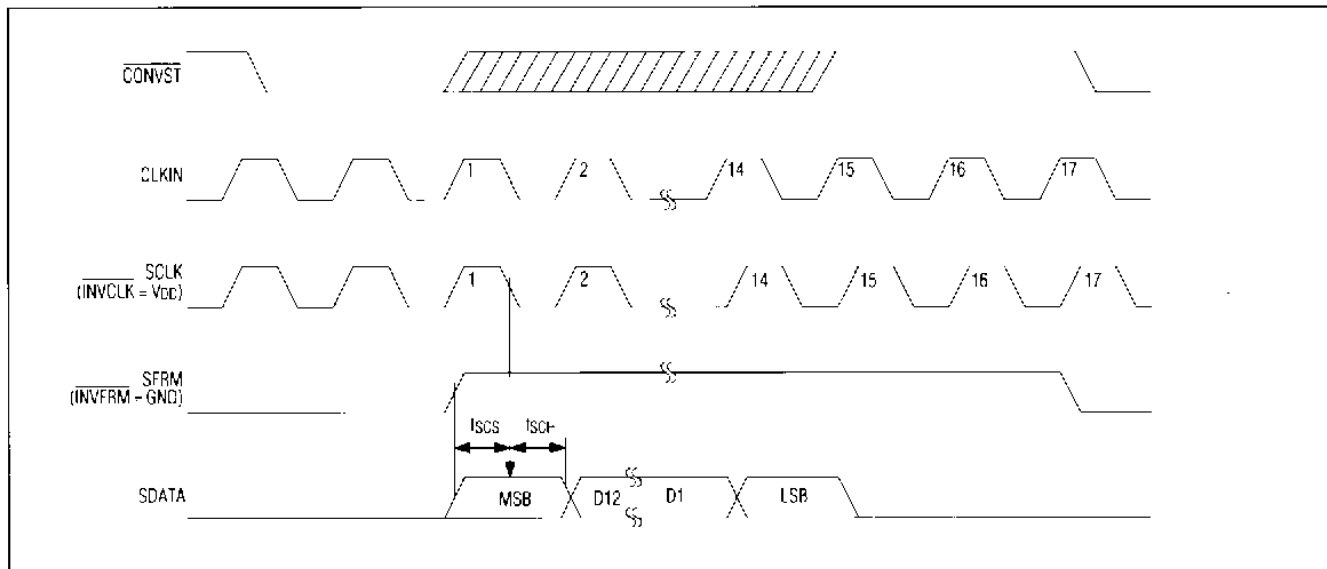 CONVST
CLKIN
1 2 14 15 16 17
SCLK
(INVCLK = VDD)
1 2 14 15 16 17
SFRM
(INVFRM = GND)
tSCS tSCH
SDATA
MSB D12 D1 LSB